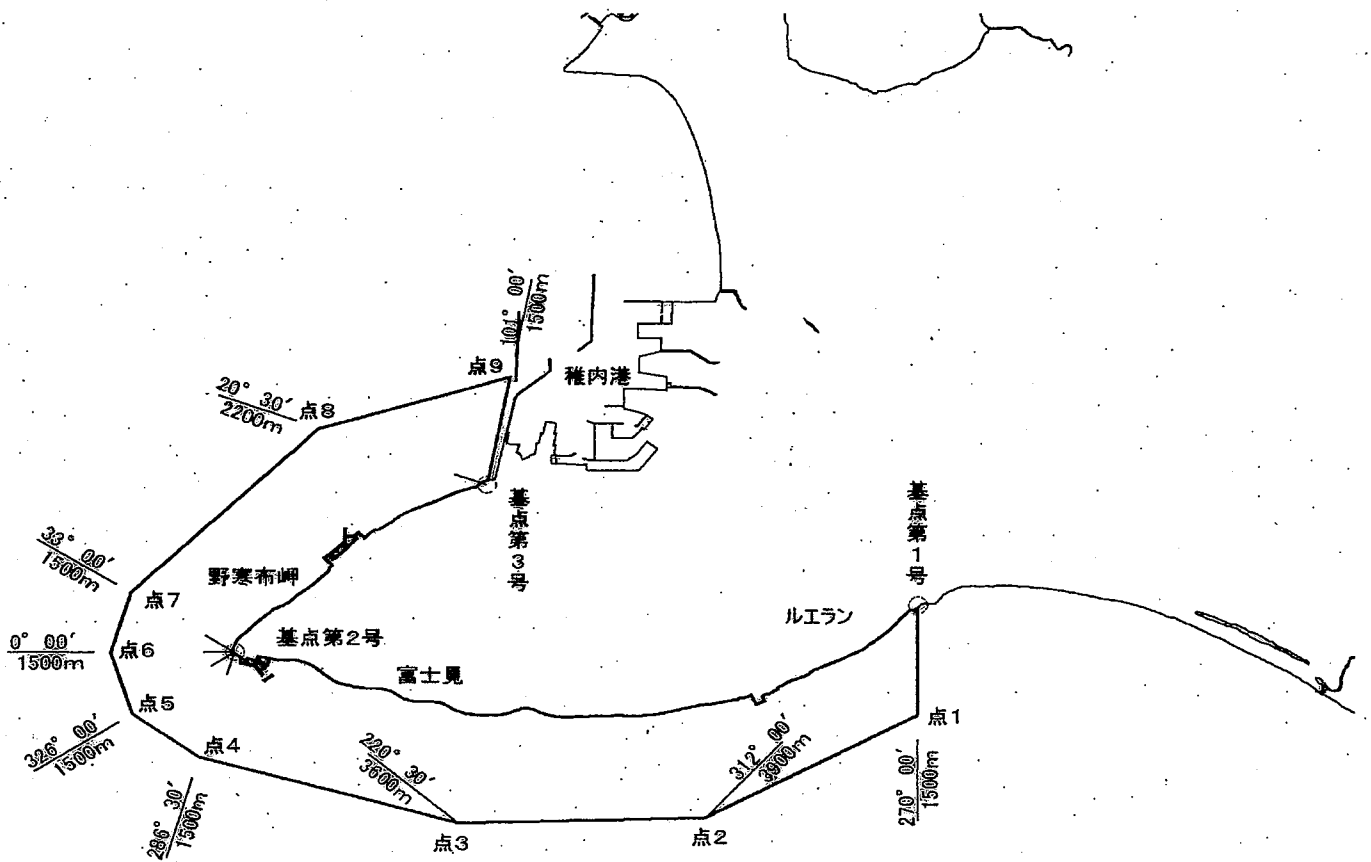 101° 00′
1500m
点9
稚内港
20° 30′
2200m
点8
基点第3号
基点第1号
33° 00′
1500m
野寒布岬
点7
ルエラン
0° 00′
1500m
点6
基点第2号
富士見
点5
点1
326° 00′
1500m
点4
220° 30′
3600m
312° 00′
3900m
270° 00′
1500m
286° 30′
1500m
点3
点2